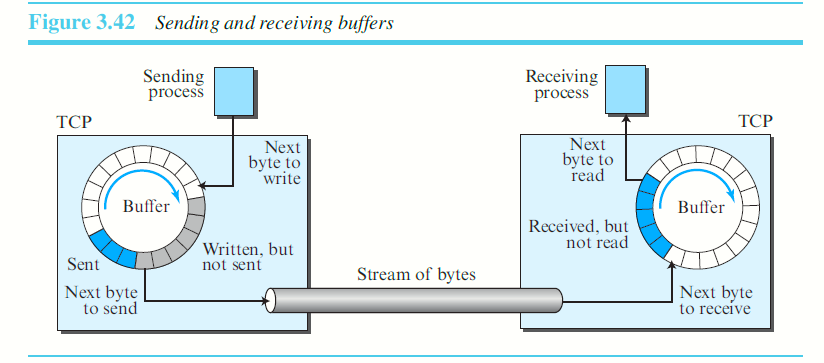 Figure 3.42 Sending and receiving buffers
Sending
process
Receiving
process
TCP
TCP
Next
byte to
write
Buffer
Written, but
not sent
Sent
Next byte
to send
Stream of bytes
Next
byte to
read
Buffer
Received, but
not read
Next byte
to receive